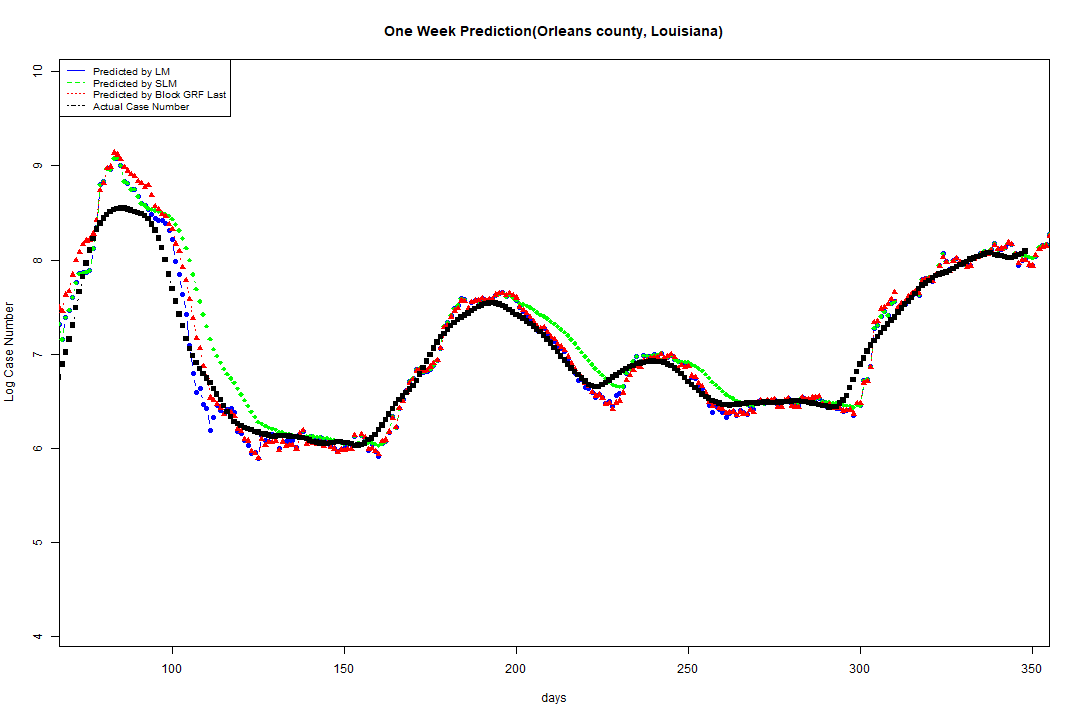 One Week Prediction(Orleans county, Louisiana)
Predicted by LM
Predicted by SLM
Predicted by Block GRF Last
Actual Case Number
10
9
8
7
6
5
4
Log Case Number
100 150 200 250 300 350
days